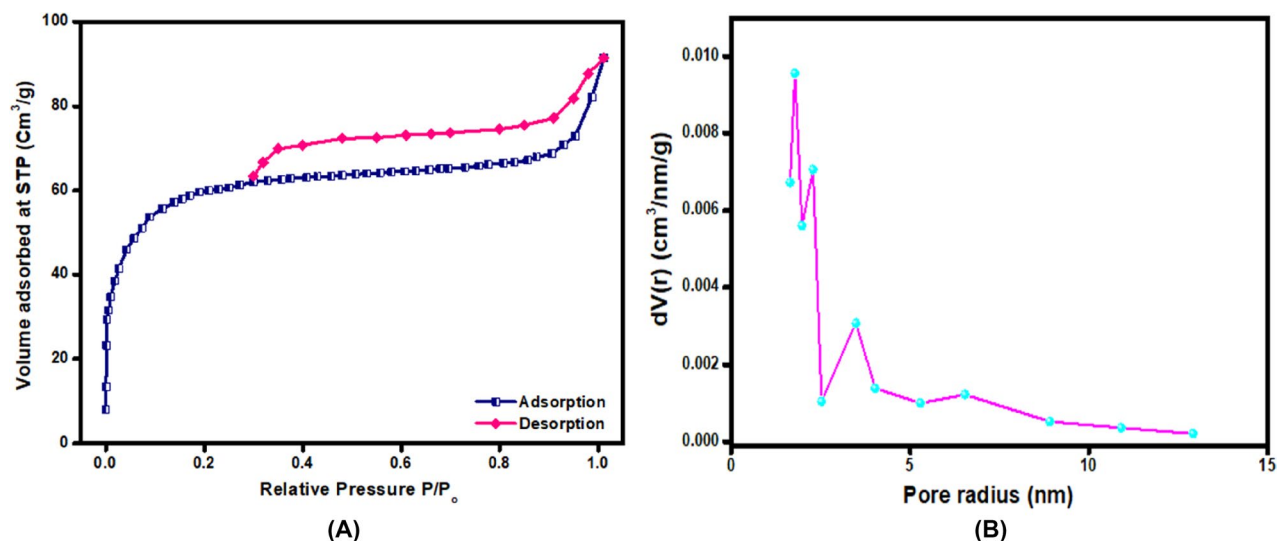 Volume adsorbed at STP (Cm³/g)
100
80
60
40
20
0
0.0 0.2 0.4 0.6 0.8 1.0
Adsorption
Desorption
Relative Pressure P/Pₒ
(A)
dV(r) (cm³/nm/g)
0.010
0.008
0.006
0.004
0.002
0.000
0 5 10 15
Pore radius (nm)
(B)